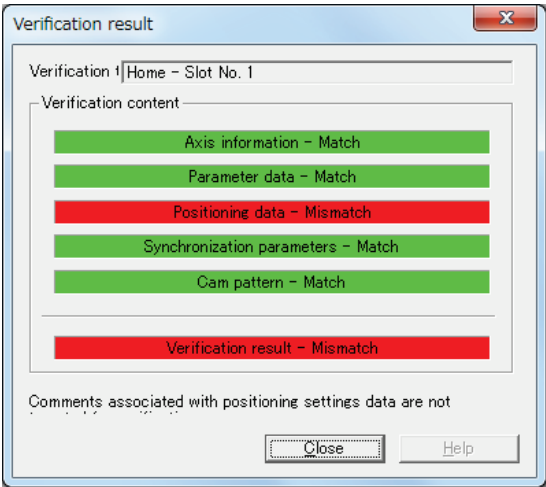 Verification result
Verification
Home - Slot No. 1
Verification content
Axis information - Match
Parameter data - Match
Positioning data - Mismatch
Synchronization parameters - Match
Cam pattern - Match
Verification result - Mismatch
Comments associated with positioning settings data are not
Close
Help